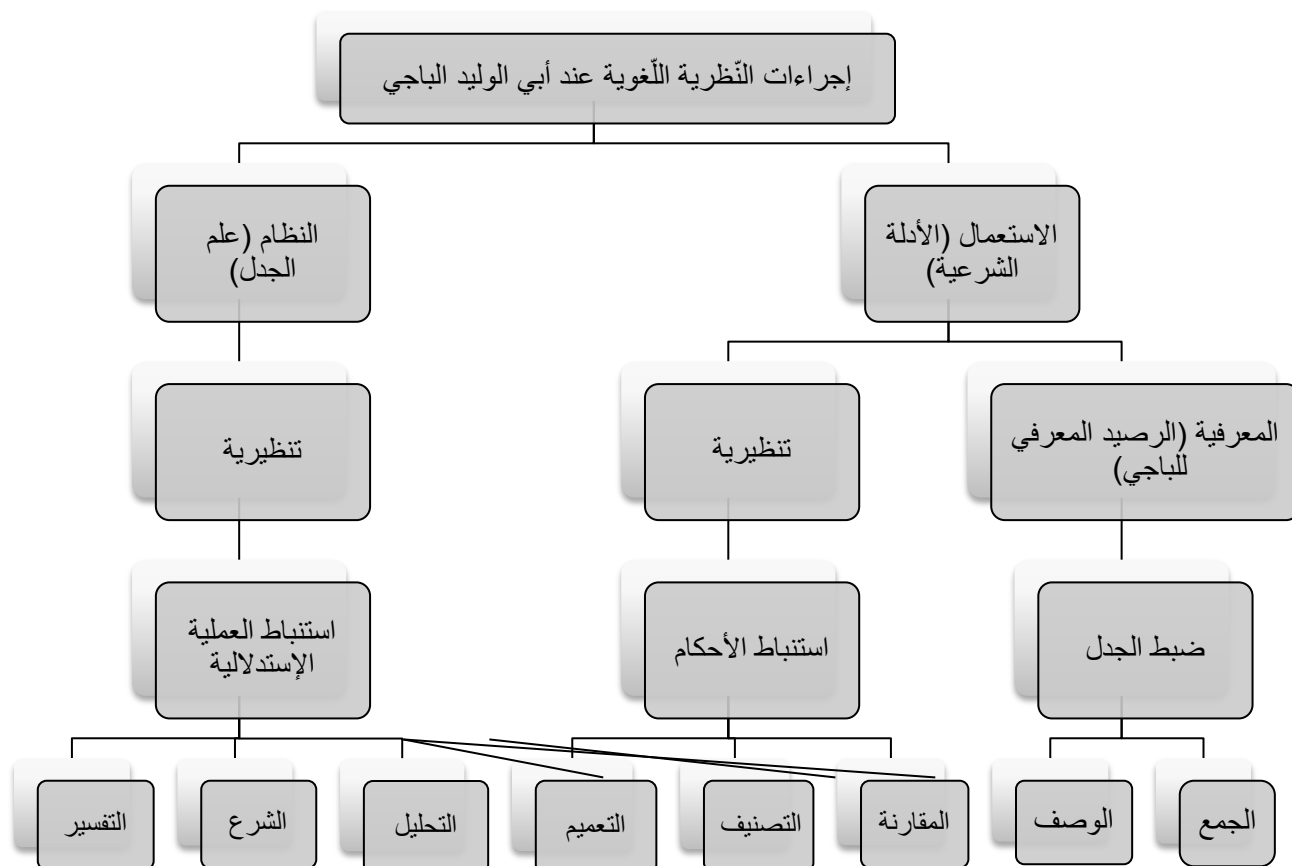 إجراءات النّظرية اللّغوية عند أبي الوليد الباجي
الاستعمال (الأدلة
الشرعية)
النظام (علم
الجدل)
المعرفية (الرصيد المعرفي
للباجي)
تنظيرية
تنظيرية
ضبط الجدل
استنباط الأحكام
استنباط العملية
الإستدلالية
الجمع
الوصف
المقارنة
التصنيف
التعميم
التحليل
الشرع
التفسير